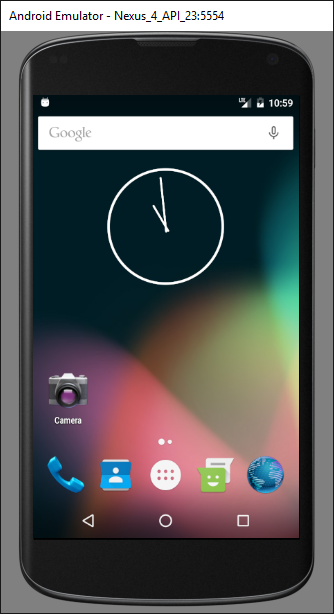 Android Emulator - Nexus_4_API_23:5554
LTE 10:59
Google
Camera